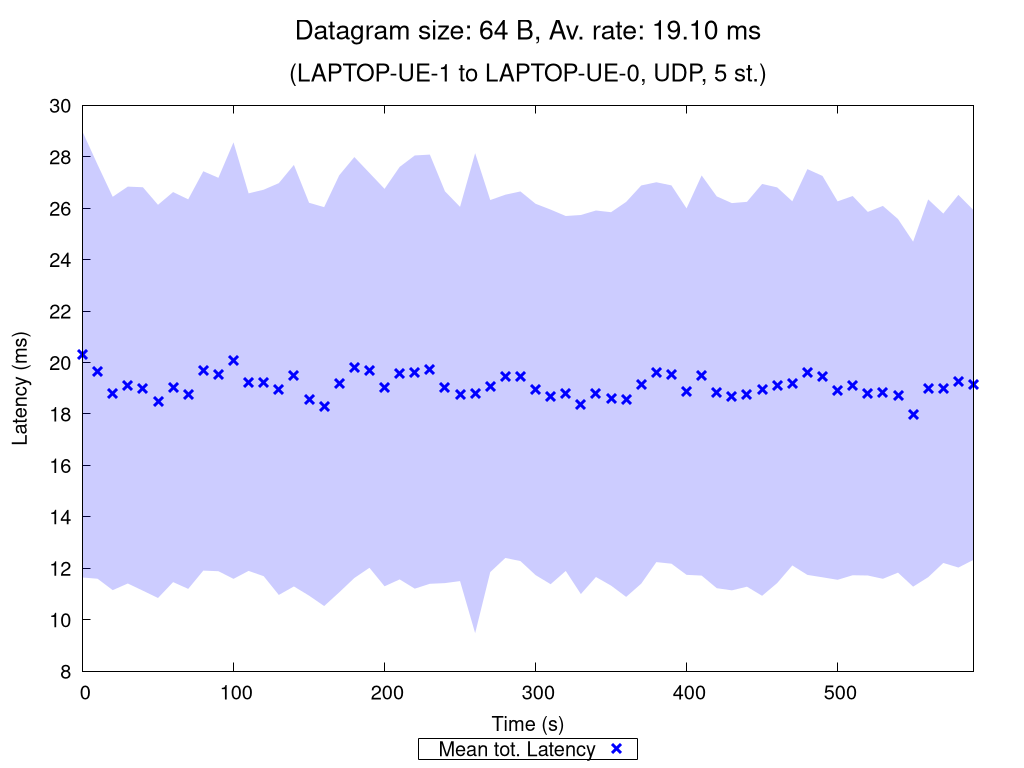 Datagram size: 64 B, Av. rate: 19.10 ms
(LAPTOP-UE-1 to LAPTOP-UE-0, UDP, 5 st.)
30
28
26
24
22
20
18
16
14
12
10
8
Latency (ms)
0 100 200 300 400 500
Time (s)
Mean tot. Latency